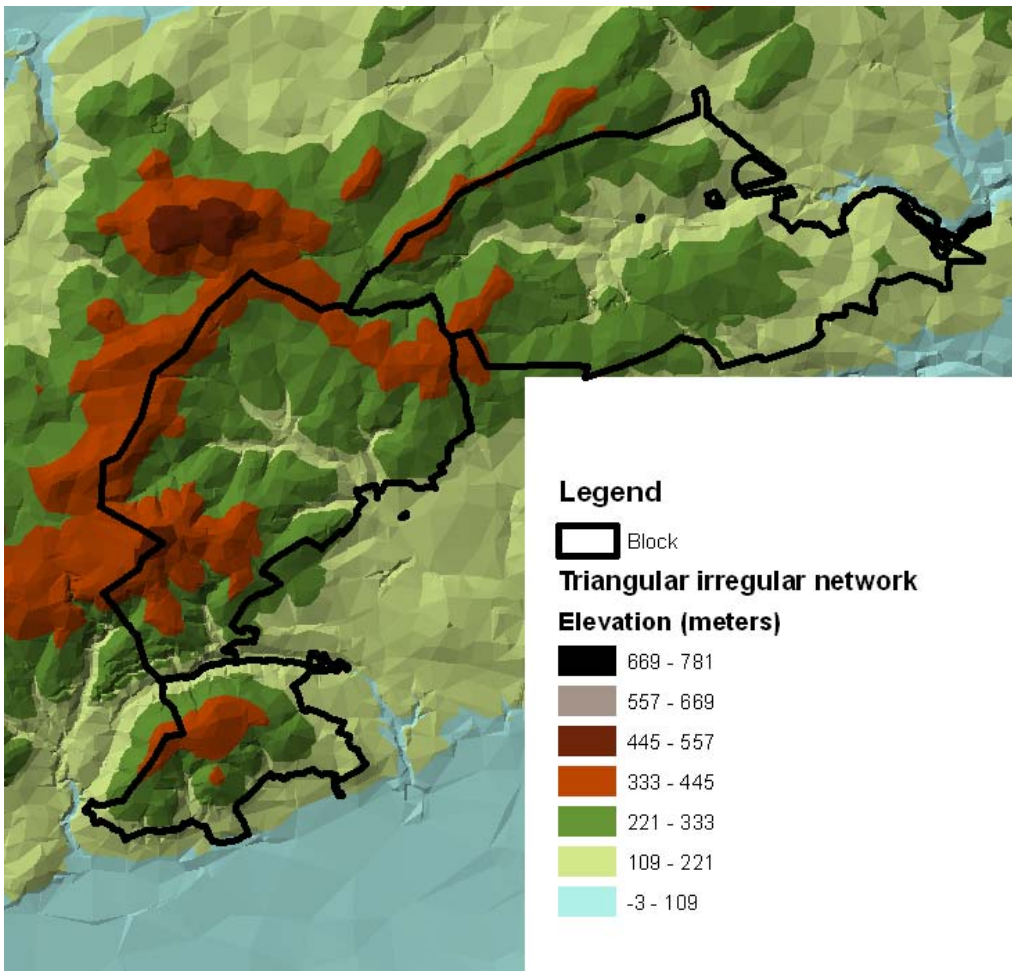 Legend
Block
Triangular irregular network
Elevation (meters)
669 - 781
557 - 669
445 - 557
333 - 445
221 - 333
109 - 221
-3 - 109